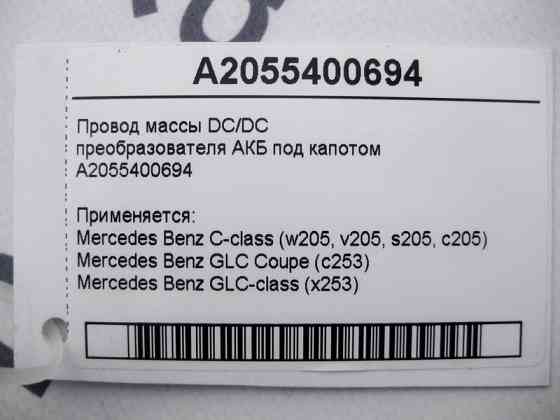 A2055400694
Провод массы DC/DC
преобразователя АКБ под капотом
A2055400694
Применяется:
Mercedes Benz C-class (w205, v205, s205, c205)
Mercedes Benz GLC Coupe (c253)
Mercedes Benz GLC-class (x253)